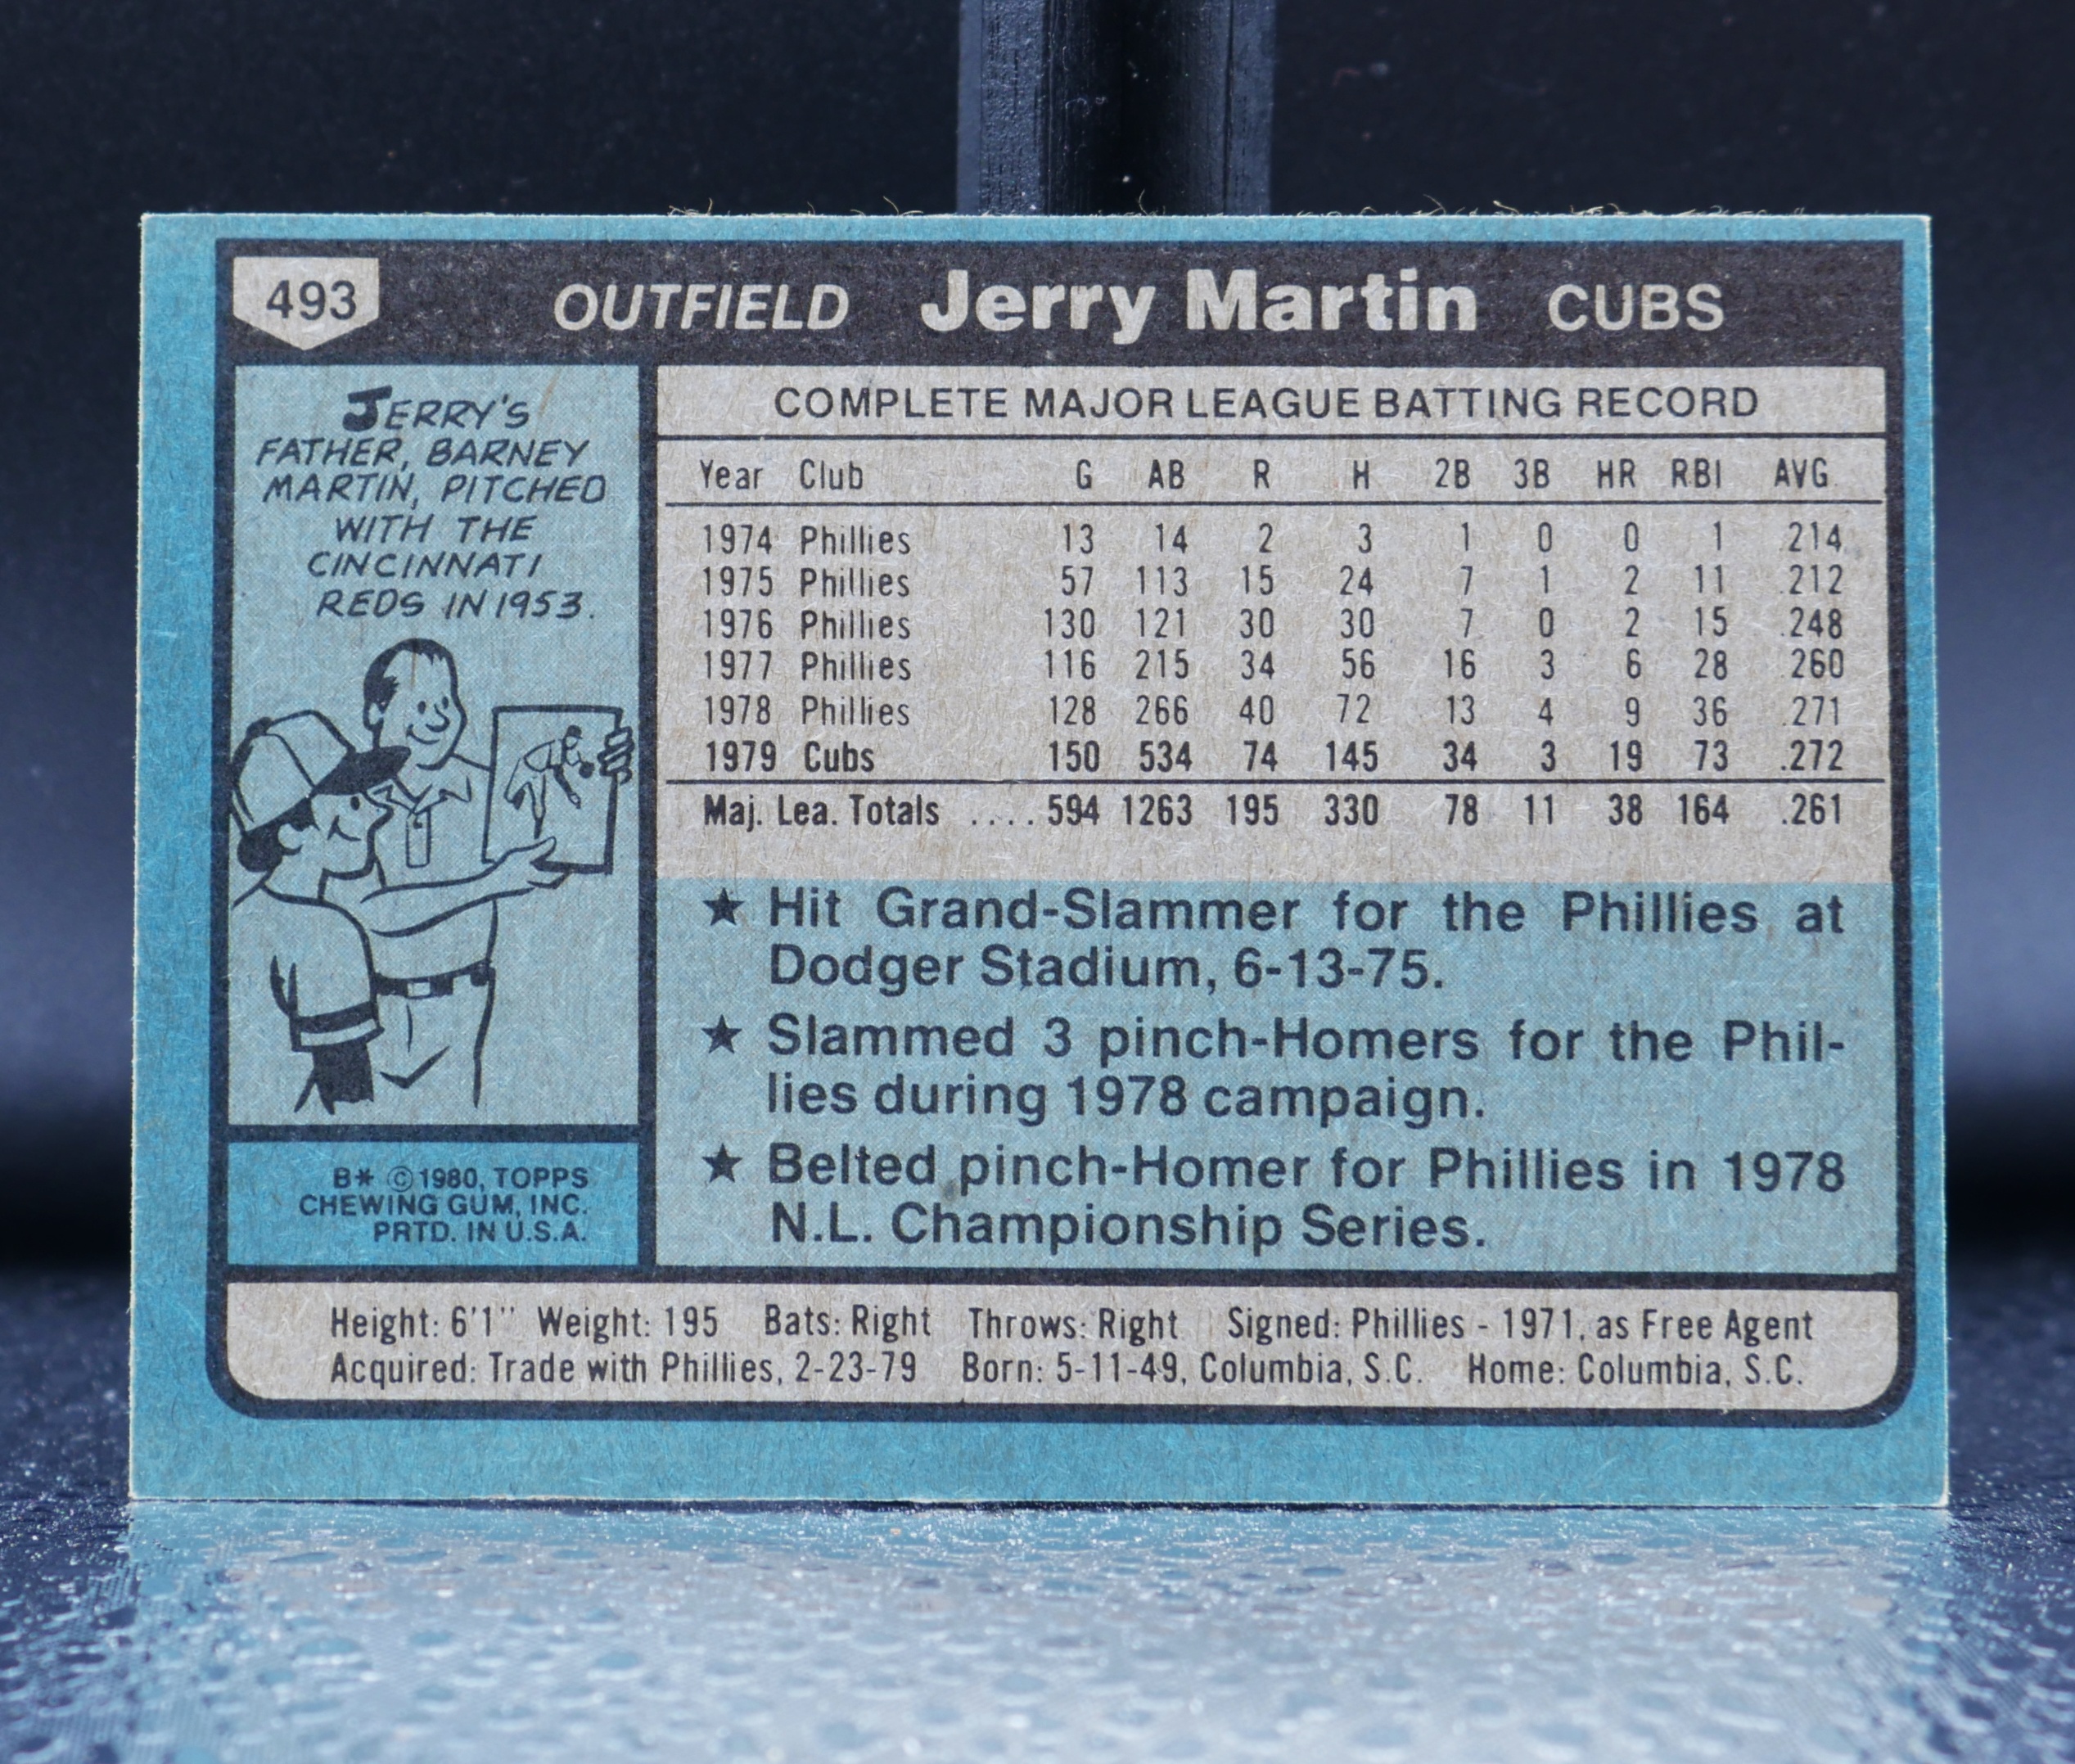 493 OUTFIELD Jerry Martin CUBS
JERRY'S
FATHER, BARNEY
MARTIN, PITCHED
WITH THE
CINCINNATI
REDS IN 1953.
B* ©1980, TOPPS
CHEWING GUM, INC.
PRTD. IN U.S.A.
COMPLETE MAJOR LEAGUE BATTING RECORD
Year Club G AB R H 2B 3B HR RBI AVG.
1974 Phillies 13 14 2 3 1 0 0 1 .214
1975 Phillies 57 113 15 24 7 1 2 11 .212
1976 Phillies 130 121 30 30 7 0 2 15 .248
1977 Phillies 116 215 34 56 16 3 6 28 .260
1978 Phillies 128 266 40 72 13 4 9 36 .271
1979 Cubs 150 534 74 145 34 3 19 73 .272
Maj. Lea. Totals .... 594 1263 195 330 78 11 38 164 .261
★ Hit Grand-Slammer for the Phillies at
Dodger Stadium, 6-13-75.
★ Slammed 3 pinch-Homers for the Phil-
lies during 1978 campaign.
★ Belted pinch-Homer for Phillies in 1978
N.L. Championship Series.
Height: 6'1" Weight: 195 Bats: Right Throws: Right Signed: Phillies - 1971, as Free Agent
Acquired: Trade with Phillies, 2-23-79 Born: 5-11-49, Columbia, S.C. Home: Columbia, S.C.